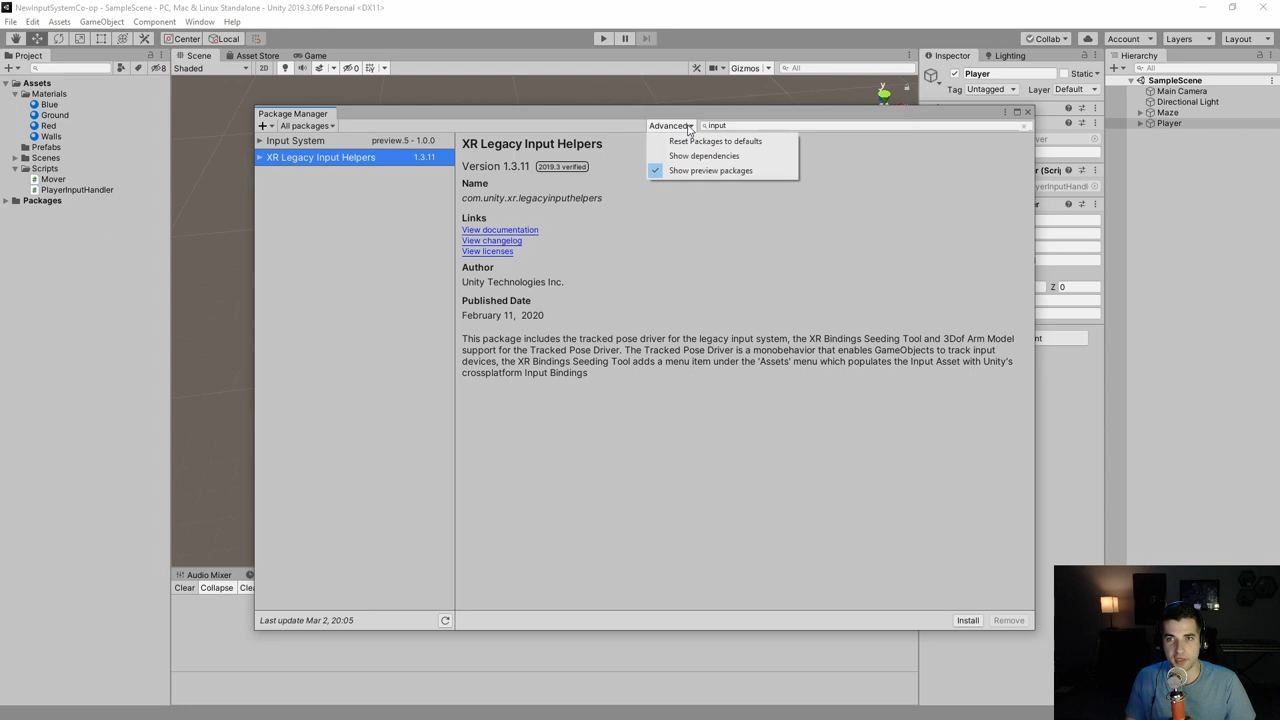 NewInputSystemCo-op - SampleScene - PC, Mac & Linux Standalone - Unity 2019.3.0f6 Personal <DX11>
File Edit Assets GameObject Component Window Help
Center Local Collab Account Layers Layout
Project
8
Assets
Materials
Blue
Ground
Red
Walls
Prefabs
Scenes
Scripts
Mover
PlayerInputHandler
Packages
Scene Asset Store Game
Shaded 2D 0 Gizmos All
Package Manager
All packages Advanced input
Input System preview.5 - 1.0.0
XR Legacy Input Helpers 1.3.11
Last update Mar 2, 20:05
XR Legacy Input Helpers
Version 1.3.11 2019.3 verified
Name
com.unity.xr.legacyinputhelpers
Links
View documentation
View changelog
View licenses
Author
Unity Technologies Inc.
Published Date
February 11, 2020
This package includes the tracked pose driver for the legacy input system, the XR Bindings Seeding Tool and 3Dof Arm Model
support for the Tracked Pose Driver. The Tracked Pose Driver is a monobehavior that enables GameObjects to track input
devices, the XR Bindings Seeding Tool adds a menu item under the 'Assets' menu which populates the Input Asset with Unity's
crossplatform Input Bindings
Install Remove
Reset Packages to defaults
Show dependencies
Show preview packages
Audio Mixer
Clear Collapse
Inspector Lighting
Player Static
Tag Untagged Layer Default
Z 0
Hierarchy
All
SampleScene
Main Camera
Directional Light
Maze
Player